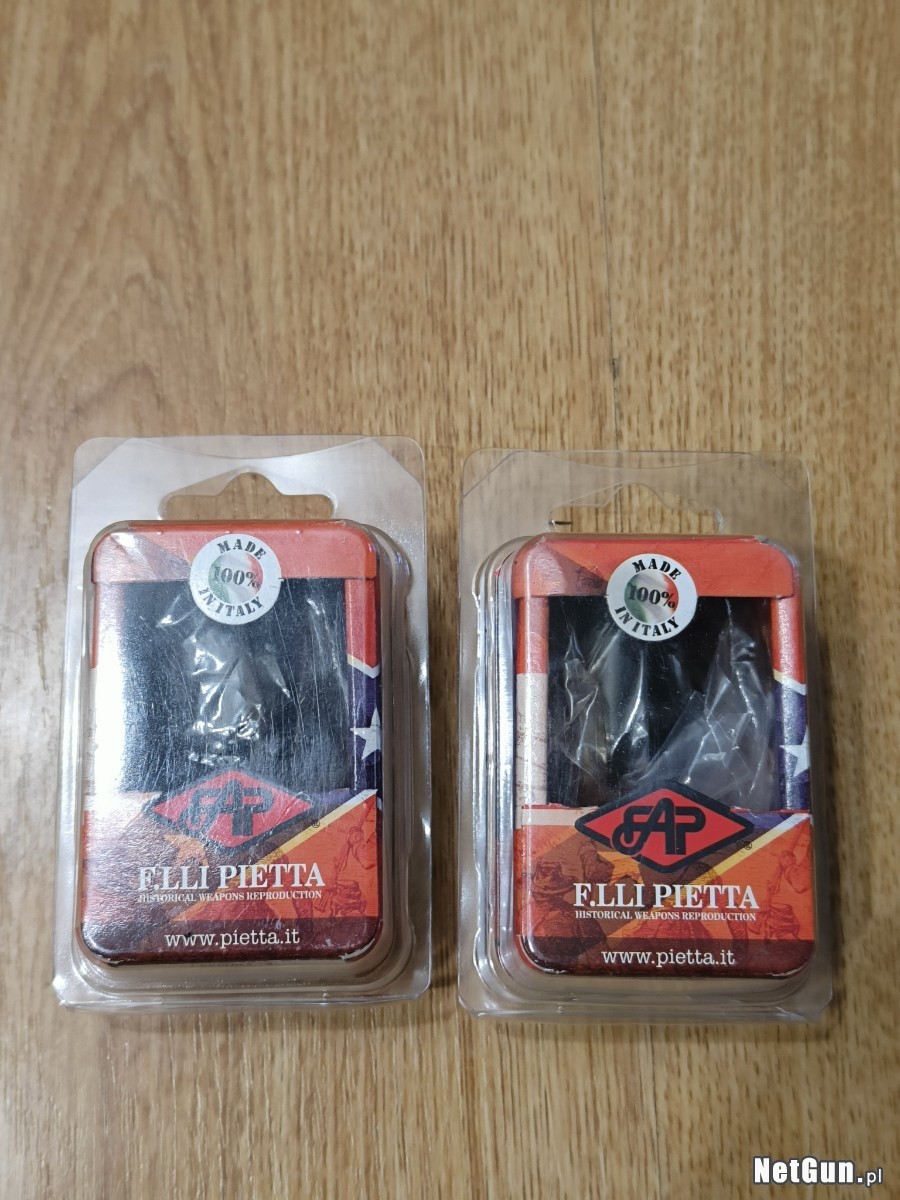 MADE
100%
IN ITALY
FAP
®
F.LLI PIETTA
HISTORICAL WEAPONS REPRODUCTION
www.pietta.it
MADE
100%
IN ITALY
FAP
®
F.LLI PIETTA
HISTORICAL WEAPONS REPRODUCTION
www.pietta.it
NetGun.pl